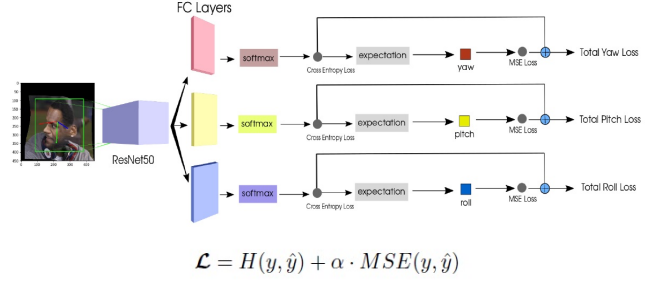 FC Layers
softmax
Cross Entropy Loss
expectation
yaw
MSE Loss
Total Yaw Loss
ResNet50
softmax
Cross Entropy Loss
expectation
pitch
MSE Loss
Total Pitch Loss
softmax
Cross Entropy Loss
expectation
roll
MSE Loss
Total Roll Loss
𝓛 = H(y, ŷ) + α · MSE(y, ŷ)